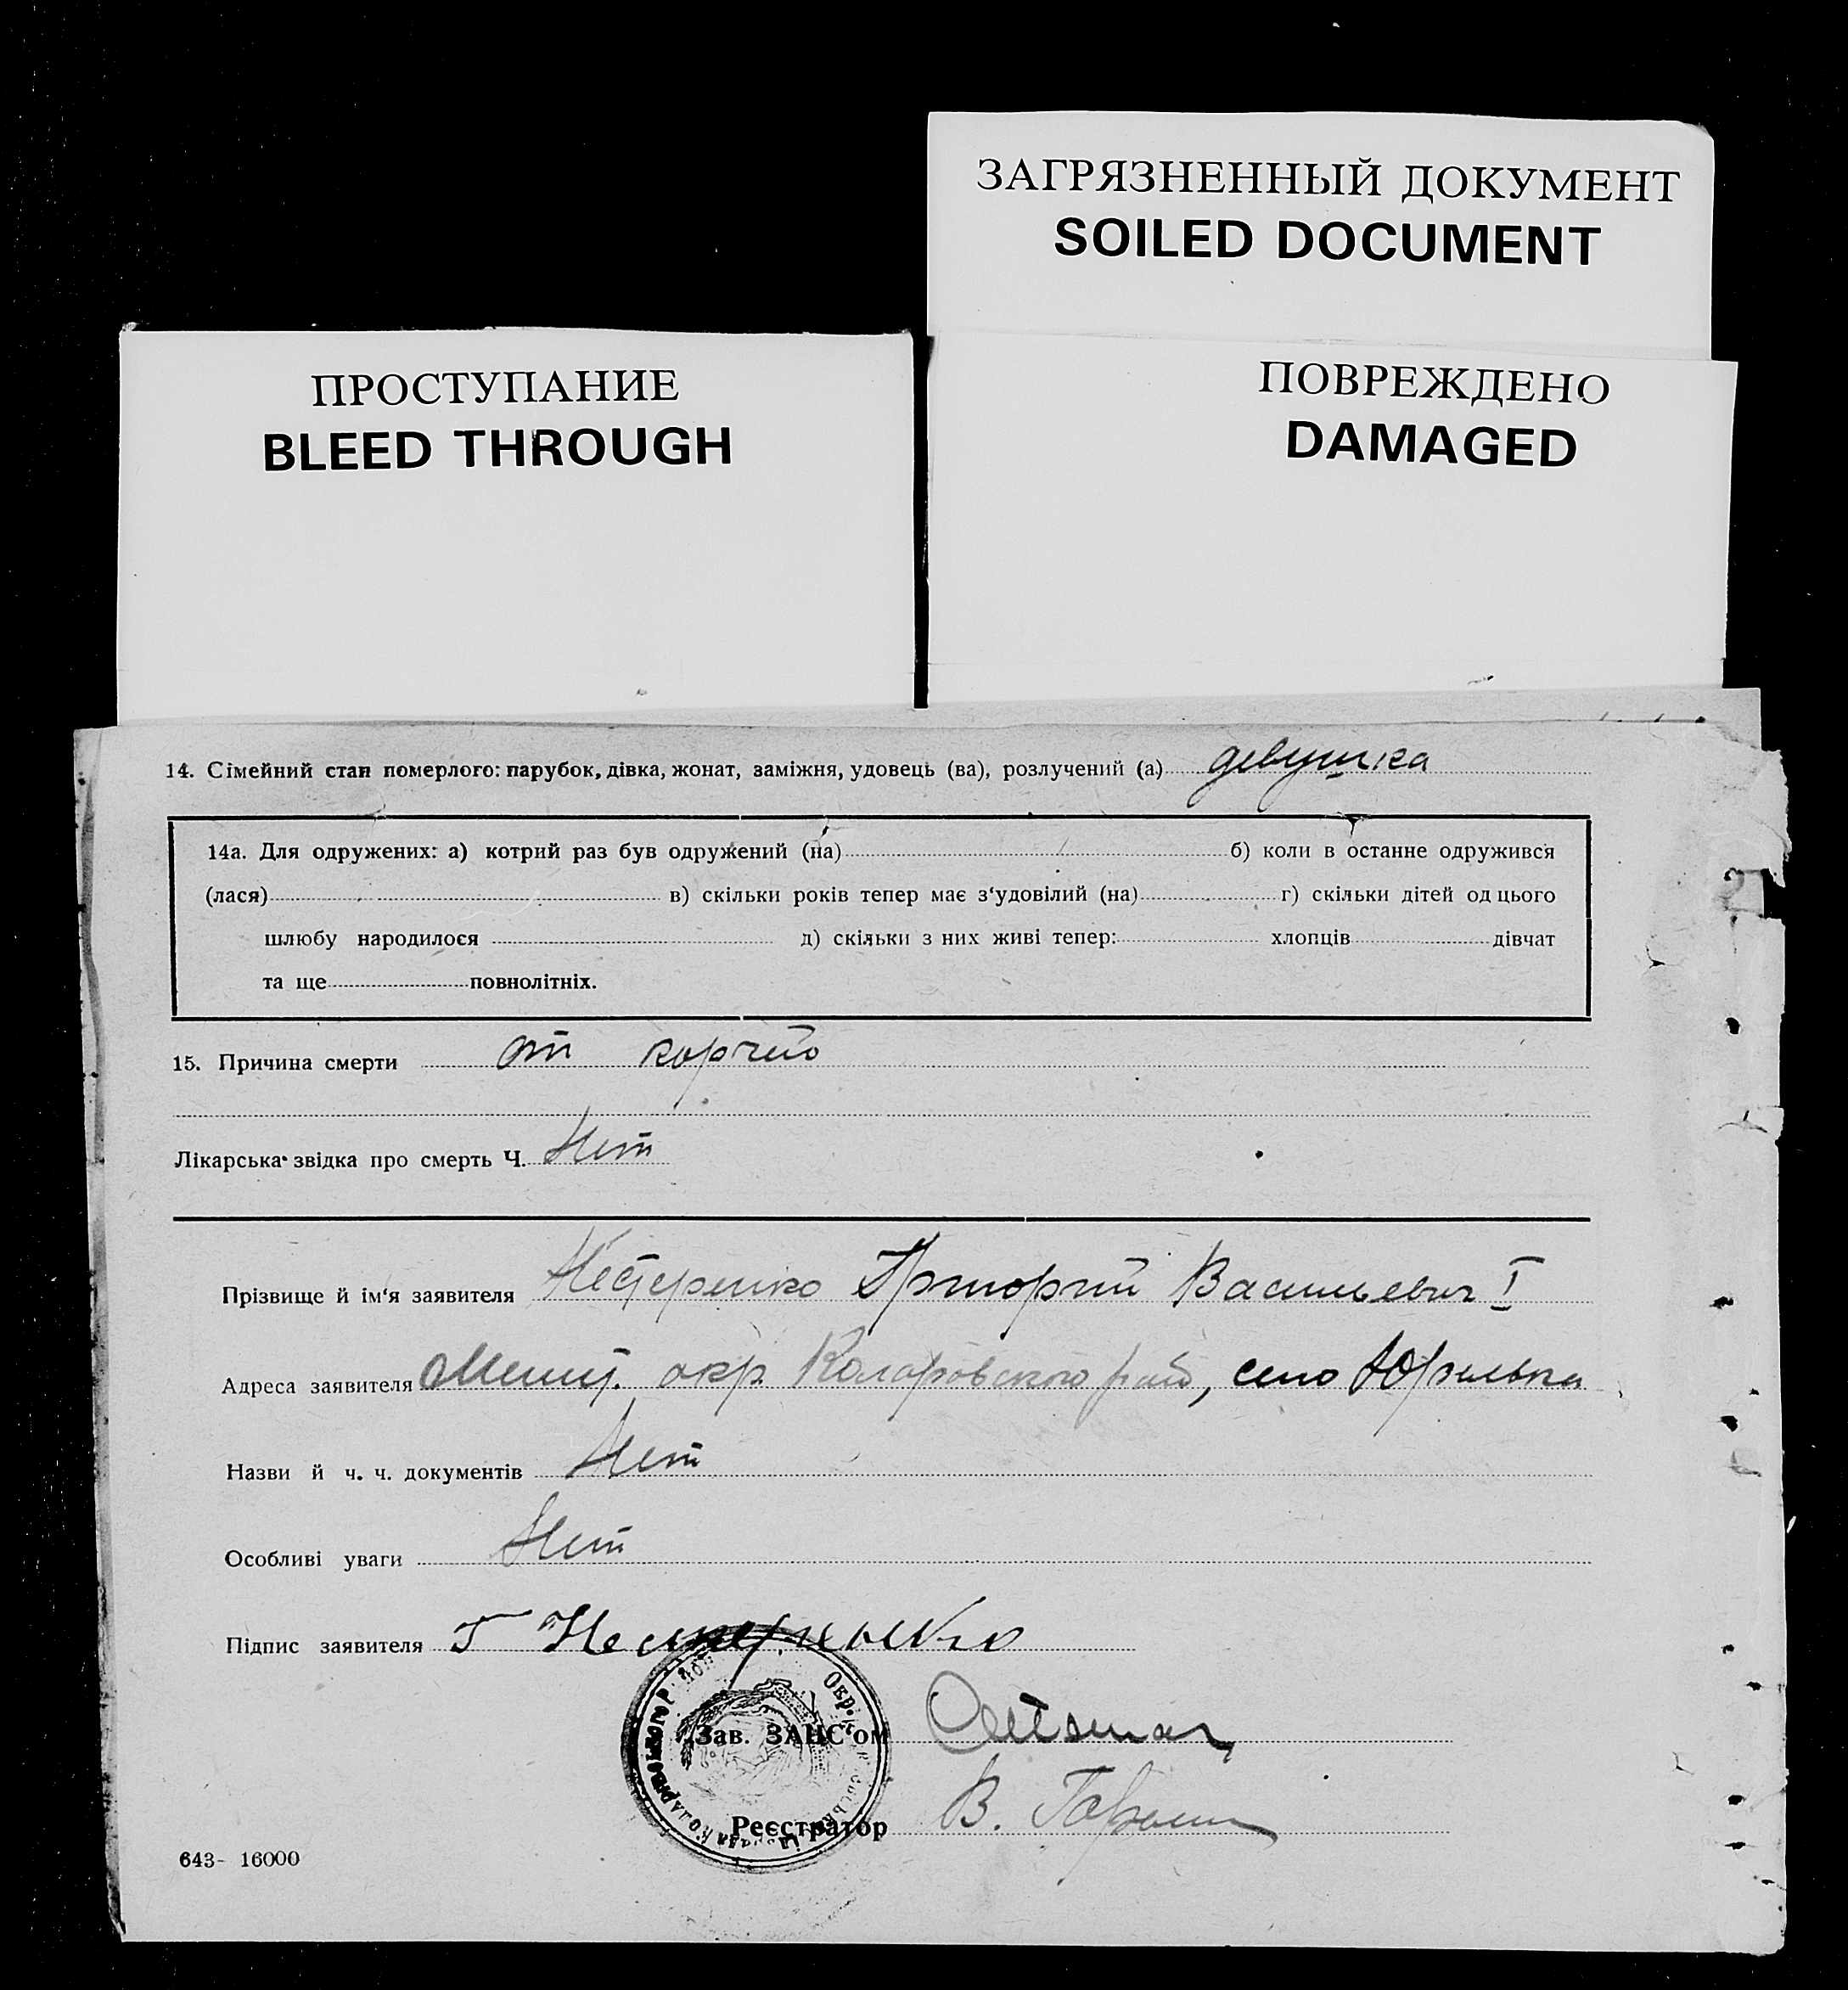 ЗАГРЯЗНЕННЫЙ ДОКУМЕНТ
SOILED DOCUMENT
ПРОСТУПАНИЕ
BLEED THROUGH
ПОВРЕЖДЕНО
DAMAGED
14. Сімейний стан померлого: парубок, дівка, жонат, заміжня, удовець (ва), розлучений (а) девушка
14а. Для одружених: а) котрий раз був одружений (на) б) коли в останне одружився
(лася) в) скільки років тепер має з‘удовілий (на) г) скільки дітей од цього
шлюбу народилося д) скільки з них живі тепер: хлопців дівчат
та ще повнолітніх.
15. Причина смерти от
Лікарська звідка про смерть Ч. Нет
Прізвище й ім‘я заявителя Нестеренко Григорий Васильевич I
Адреса заявителя окр. Коларовского село Юрьевка
Назви й ч. ч. документів Нет
Особливі уваги Нет
Підпис заявителя Г
Зав. ЗАГС‘ом
Реєстратор В.
643- 16000